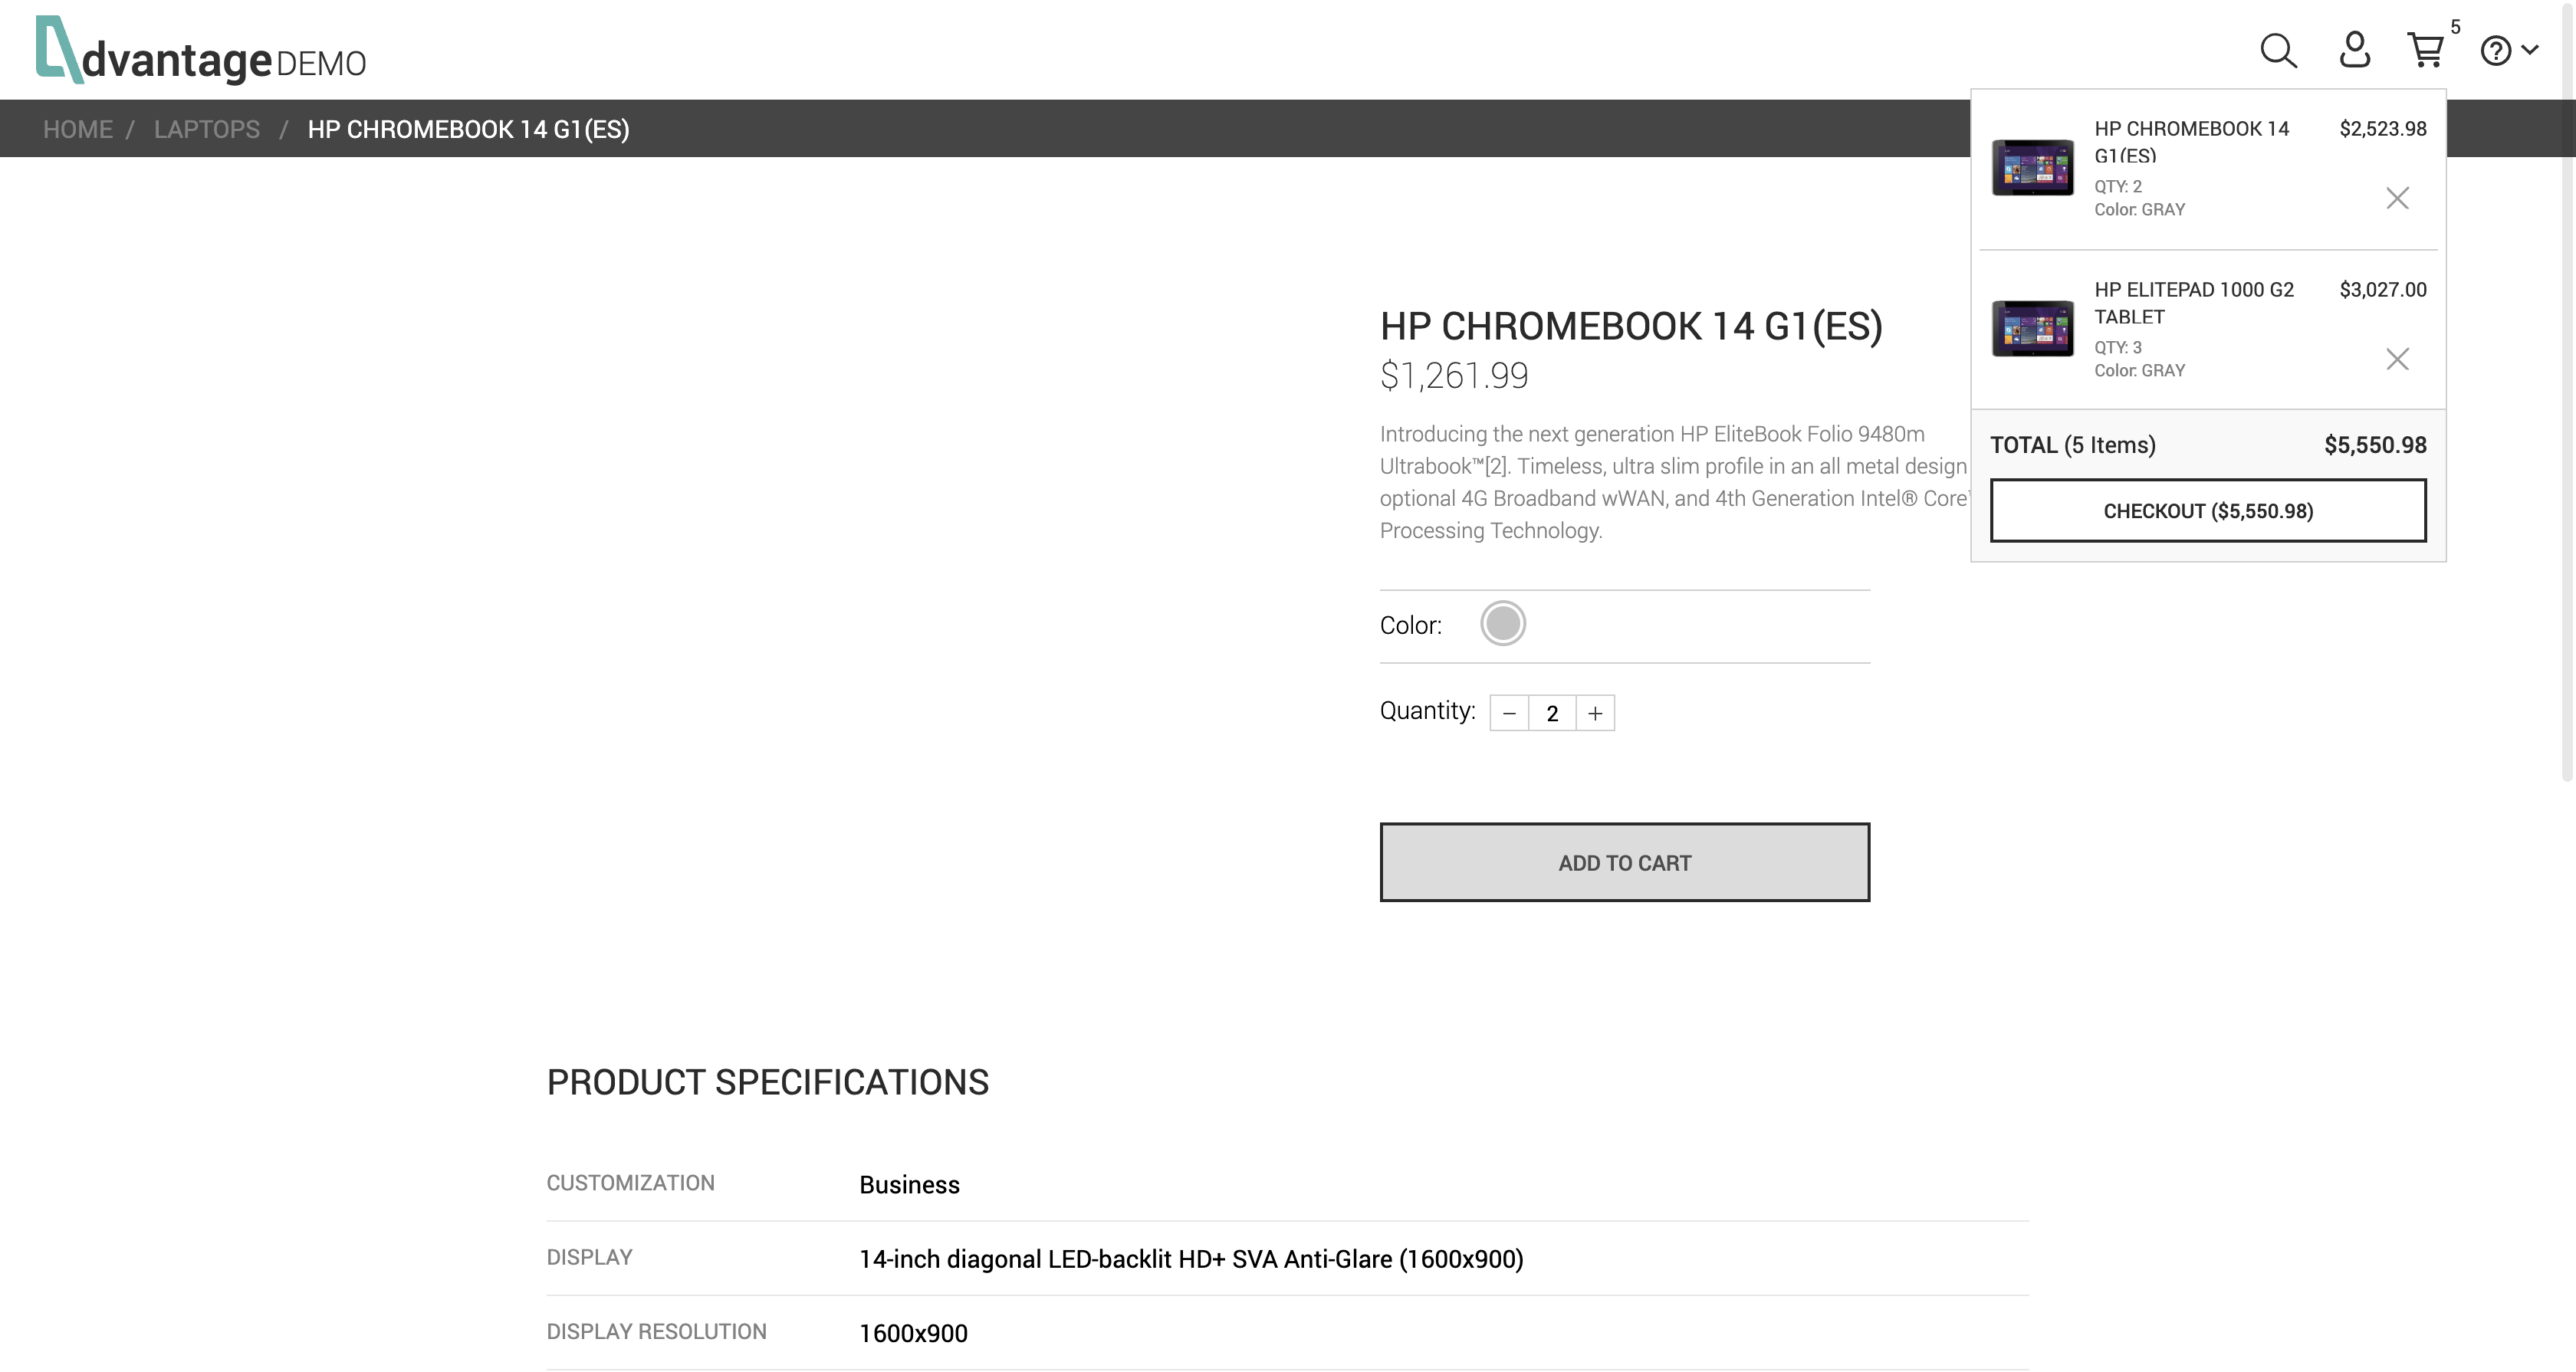 dvantage DEMO
5
HOME / LAPTOPS / HP CHROMEBOOK 14 G1(ES)
HP CHROMEBOOK 14 G1(ES)
$1,261.99
Introducing the next generation HP EliteBook Folio 9480m
Ultrabook™[2]. Timeless, ultra slim profile in an all metal design
optional 4G Broadband wWAN, and 4th Generation Intel® Core
Processing Technology.
Color:
Quantity: − 2 +
ADD TO CART
HP CHROMEBOOK 14 $2,523.98
G1(ES)
QTY: 2
Color: GRAY
HP ELITEPAD 1000 G2 $3,027.00
TABLET
QTY: 3
Color: GRAY
TOTAL (5 Items) $5,550.98
CHECKOUT ($5,550.98)
PRODUCT SPECIFICATIONS
CUSTOMIZATION Business
DISPLAY 14-inch diagonal LED-backlit HD+ SVA Anti-Glare (1600x900)
DISPLAY RESOLUTION 1600x900